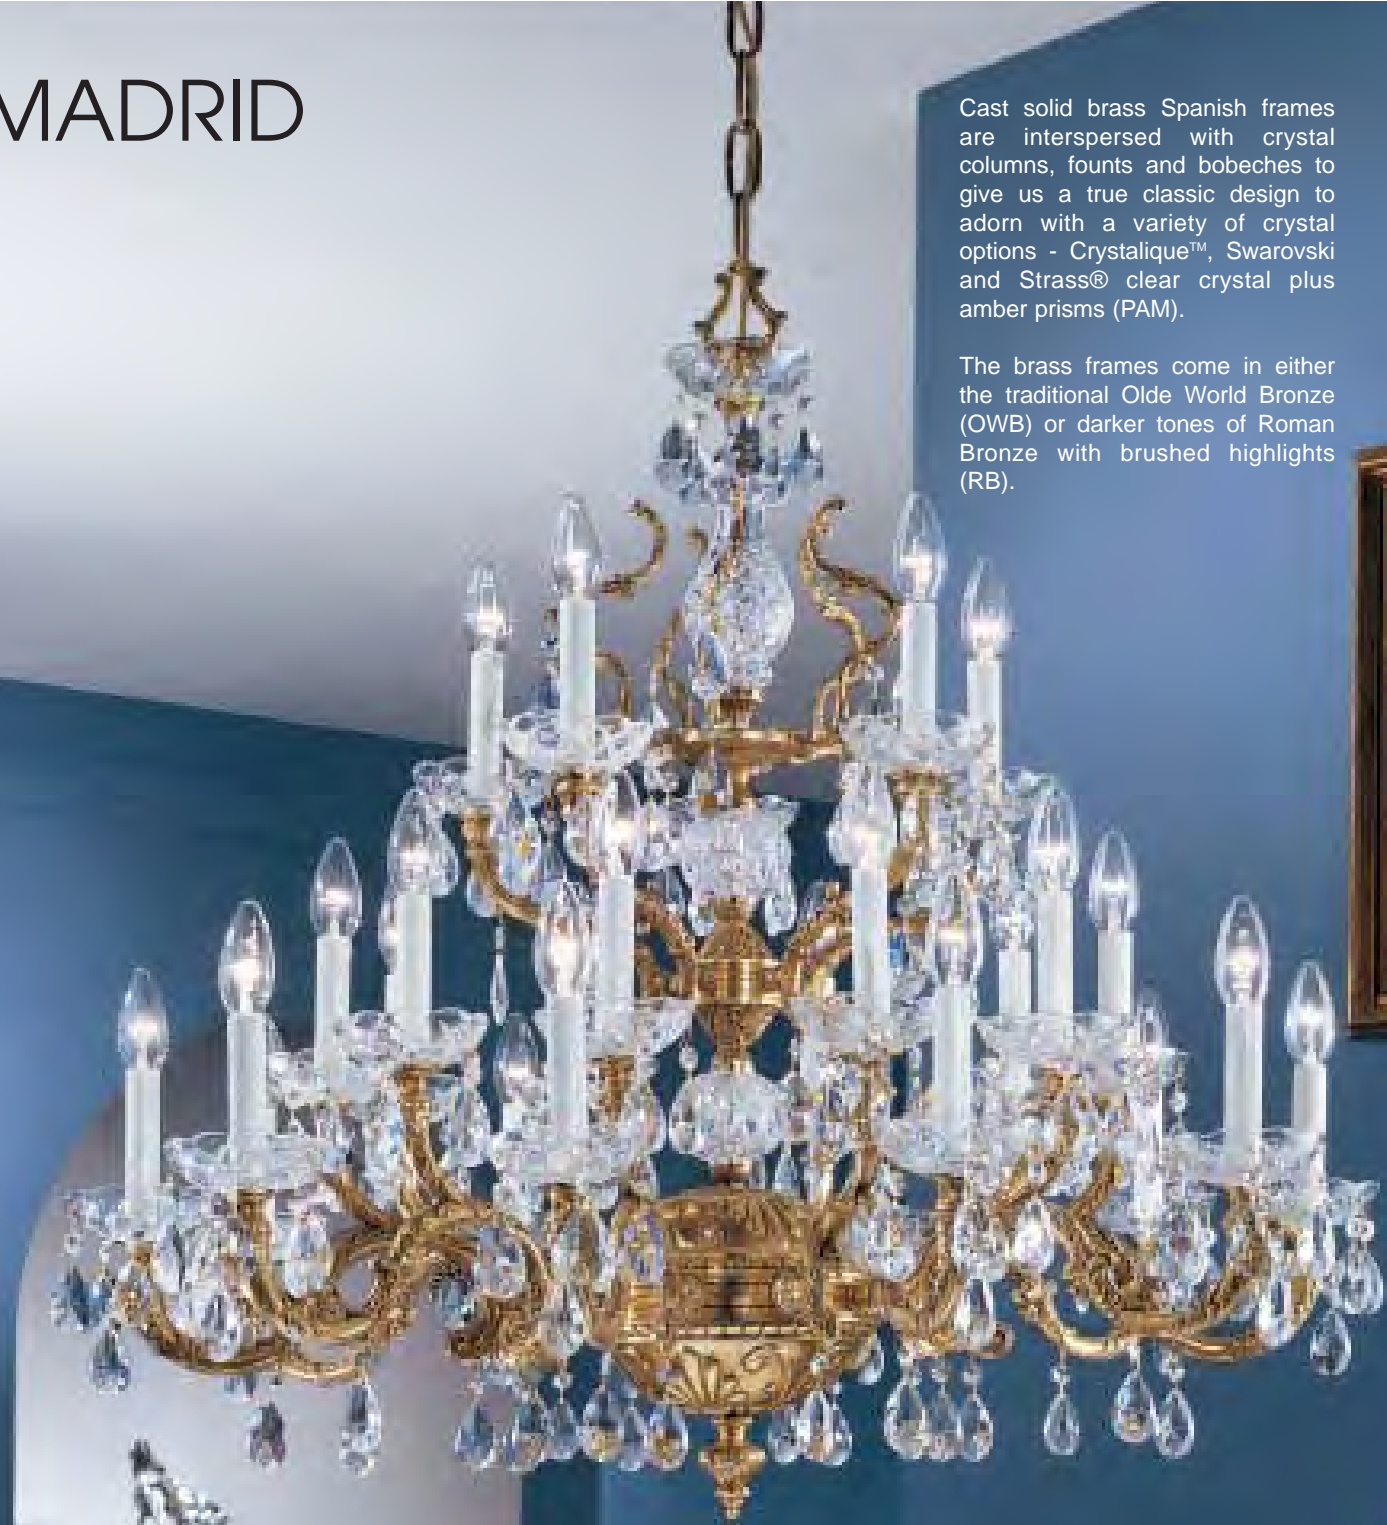 MADRID
Cast solid brass Spanish frames
are interspersed with crystal
columns, founts and bobeches to
give us a true classic design to
adorn with a variety of crystal
options - Crystalique™, Swarovski
and Strass® clear crystal plus
amber prisms (PAM).
The brass frames come in either
the traditional Olde World Bronze
(OWB) or darker tones of Roman
Bronze with brushed highlights
(RB).